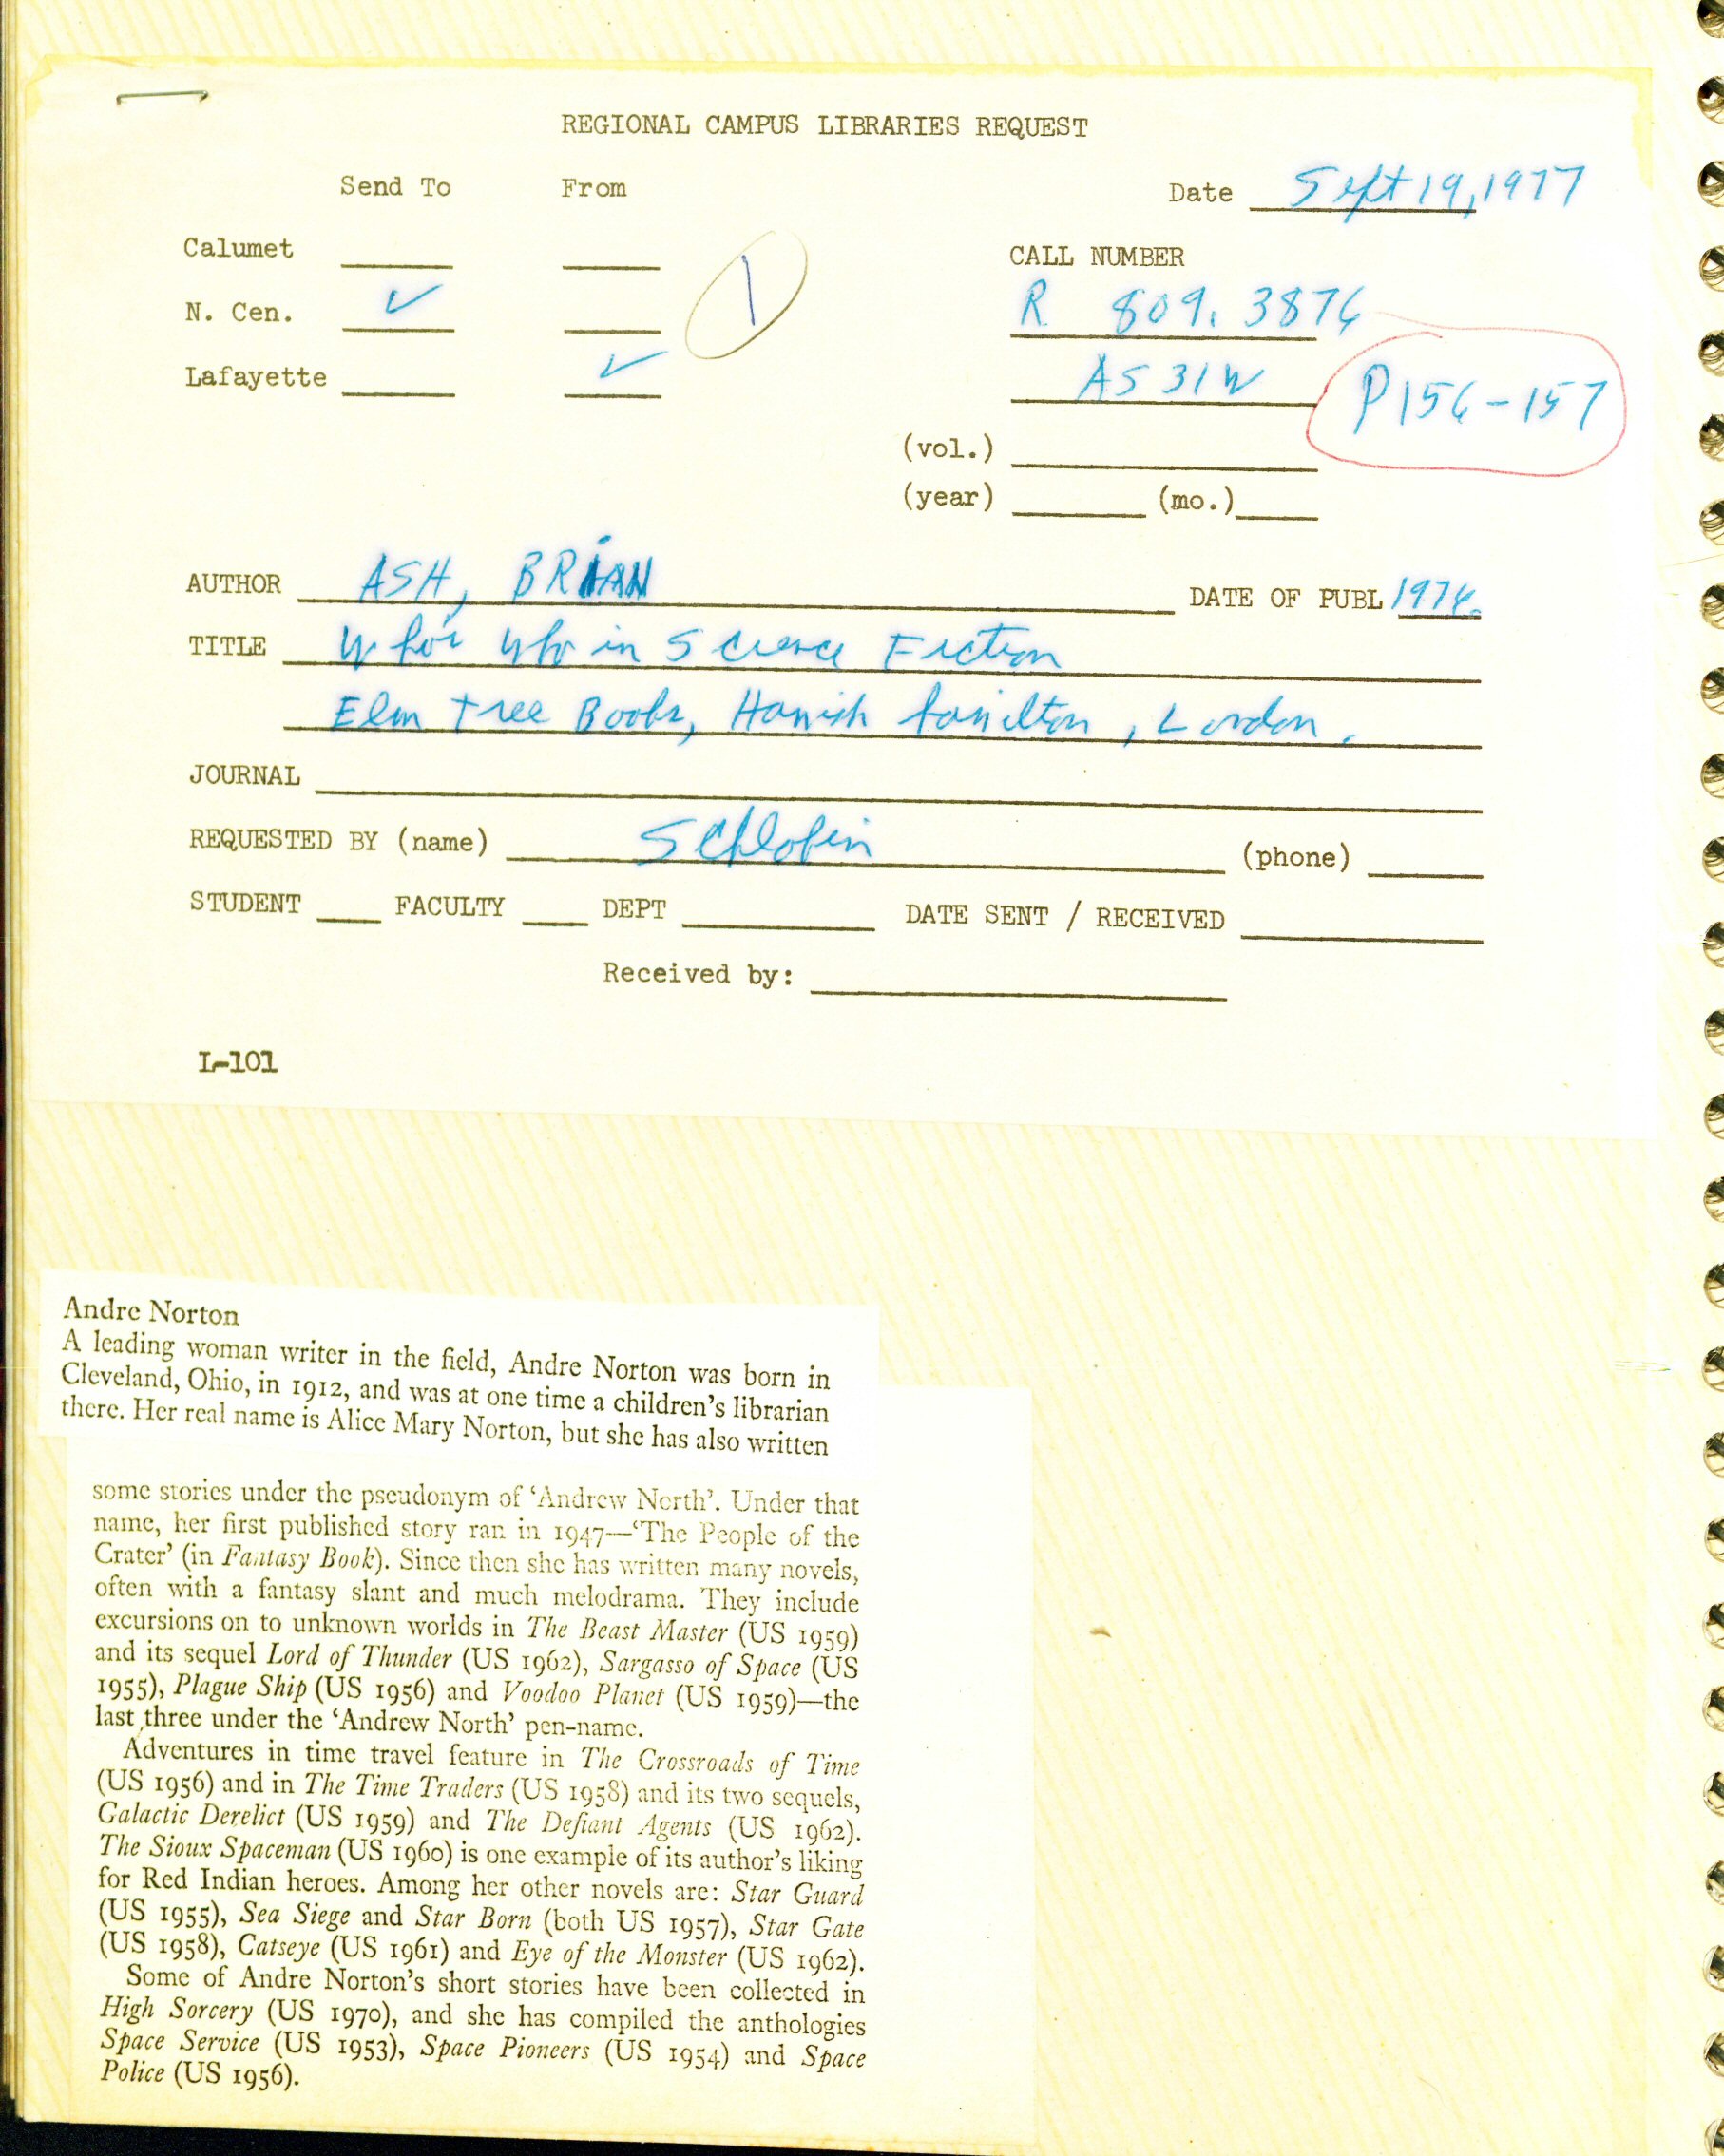 REGIONAL CAMPUS LIBRARIES REQUEST
Send To From Date Sept 19, 1977
Calumet
CALL NUMBER
N. Cen. ✓
R 809.3876
Lafayette ✓
AS31W
P156-157
(vol.)
(year) (mo.)
AUTHOR ASH, BRIAN DATE OF PUBL 1976.
TITLE Who's Who in Science Fiction
Elm Tree Books, Hamish Hamilton, London.
JOURNAL
REQUESTED BY (name) Schlobin (phone)
STUDENT FACULTY DEPT DATE SENT / RECEIVED
Received by:
L-101
Andre Norton
A leading woman writer in the field, Andre Norton was born in
Cleveland, Ohio, in 1912, and was at one time a children's librarian
there. Her real name is Alice Mary Norton, but she has also written
some stories under the pseudonym of 'Andrew North'. Under that
name, her first published story ran in 1947—'The People of the
Crater' (in Fantasy Book). Since then she has written many novels,
often with a fantasy slant and much melodrama. They include
excursions on to unknown worlds in The Beast Master (US 1959)
and its sequel Lord of Thunder (US 1962), Sargasso of Space (US
1955), Plague Ship (US 1956) and Voodoo Planet (US 1959)—the
last three under the 'Andrew North' pen-name.
Adventures in time travel feature in The Crossroads of Time
(US 1956) and in The Time Traders (US 1958) and its two sequels,
Galactic Derelict (US 1959) and The Defiant Agents (US 1962).
The Sioux Spaceman (US 1960) is one example of its author's liking
for Red Indian heroes. Among her other novels are: Star Guard
(US 1955), Sea Siege and Star Born (both US 1957), Star Gate
(US 1958), Catseye (US 1961) and Eye of the Monster (US 1962).
Some of Andre Norton's short stories have been collected in
High Sorcery (US 1970), and she has compiled the anthologies
Space Service (US 1953), Space Pioneers (US 1954) and Space
Police (US 1956).